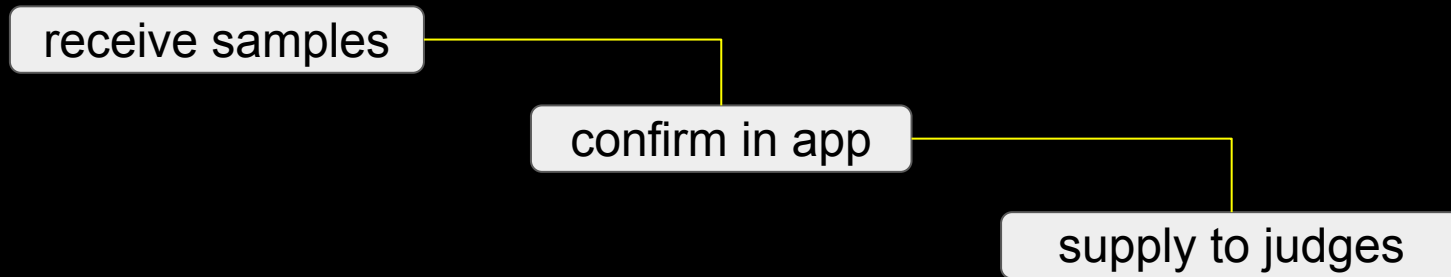 receive samples
confirm in app
supply to judges